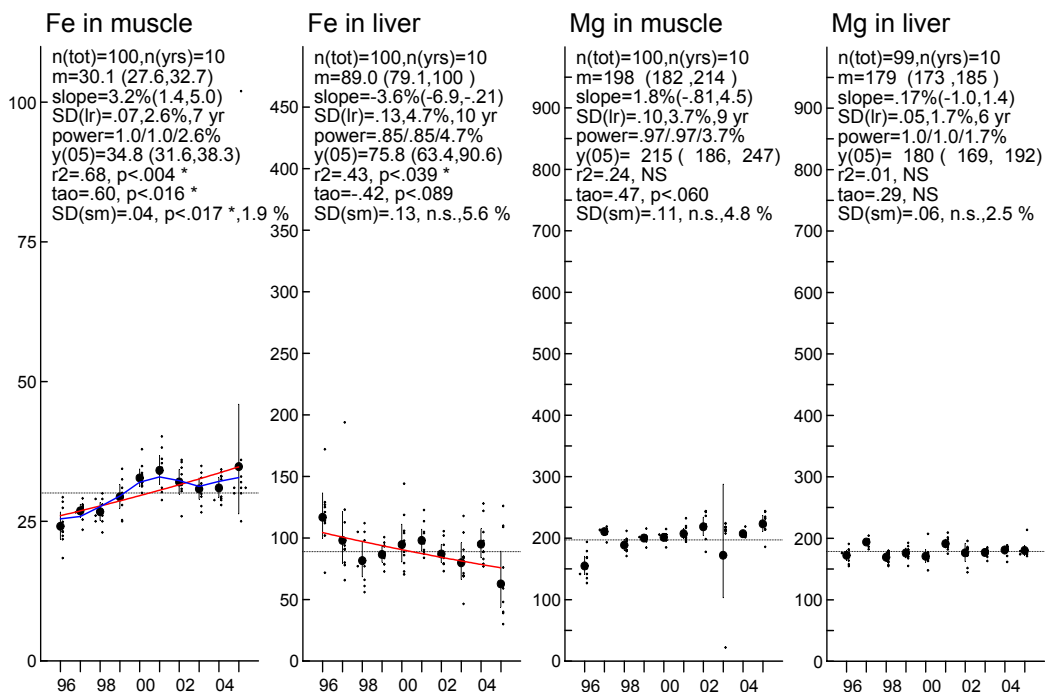 Fe in muscle
n(tot)=100,n(yrs)=10
m=30.1 (27.6,32.7)
slope=3.2%(1.4,5.0)
SD(lr)=.07,2.6%,7 yr
power=1.0/1.0/2.6%
y(05)=34.8 (31.6,38.3)
r2=.68, p<.004 *
tao=.60, p<.016 *
SD(sm)=.04, p<.017 *,1.9 %
100
75
50
25
0
96 98 00 02 04
Fe in liver
n(tot)=100,n(yrs)=10
m=89.0 (79.1,100 )
slope=-3.6%(-6.9,-.21)
SD(lr)=.13,4.7%,10 yr
power=.85/.85/4.7%
y(05)=75.8 (63.4,90.6)
r2=.43, p<.039 *
tao=-.42, p<.089
SD(sm)=.13, n.s.,5.6 %
450
400
350
300
250
200
150
100
50
0
96 98 00 02 04
Mg in muscle
n(tot)=100,n(yrs)=10
m=198 (182 ,214 )
slope=1.8%(-.81,4.5)
SD(lr)=.10,3.7%,9 yr
power=.97/.97/3.7%
y(05)= 215 ( 186, 247)
r2=.24, NS
tao=.47, p<.060
SD(sm)=.11, n.s.,4.8 %
900
800
700
600
500
400
300
200
100
0
96 98 00 02 04
Mg in liver
n(tot)=99,n(yrs)=10
m=179 (173 ,185 )
slope=.17%(-1.0,1.4)
SD(lr)=.05,1.7%,6 yr
power=1.0/1.0/1.7%
y(05)= 180 ( 169, 192)
r2=.01, NS
tao=.29, NS
SD(sm)=.06, n.s.,2.5 %
900
800
700
600
500
400
300
200
100
0
96 98 00 02 04